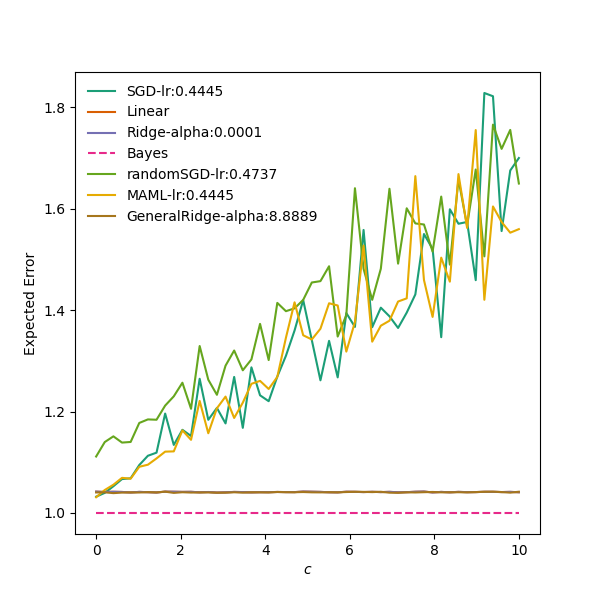 SGD-lr:0.4445
Linear
Ridge-alpha:0.0001
Bayes
randomSGD-lr:0.4737
MAML-lr:0.4445
GeneralRidge-alpha:8.8889
1.8
1.6
1.4
1.2
1.0
Expected Error
0 2 4 6 8 10
c